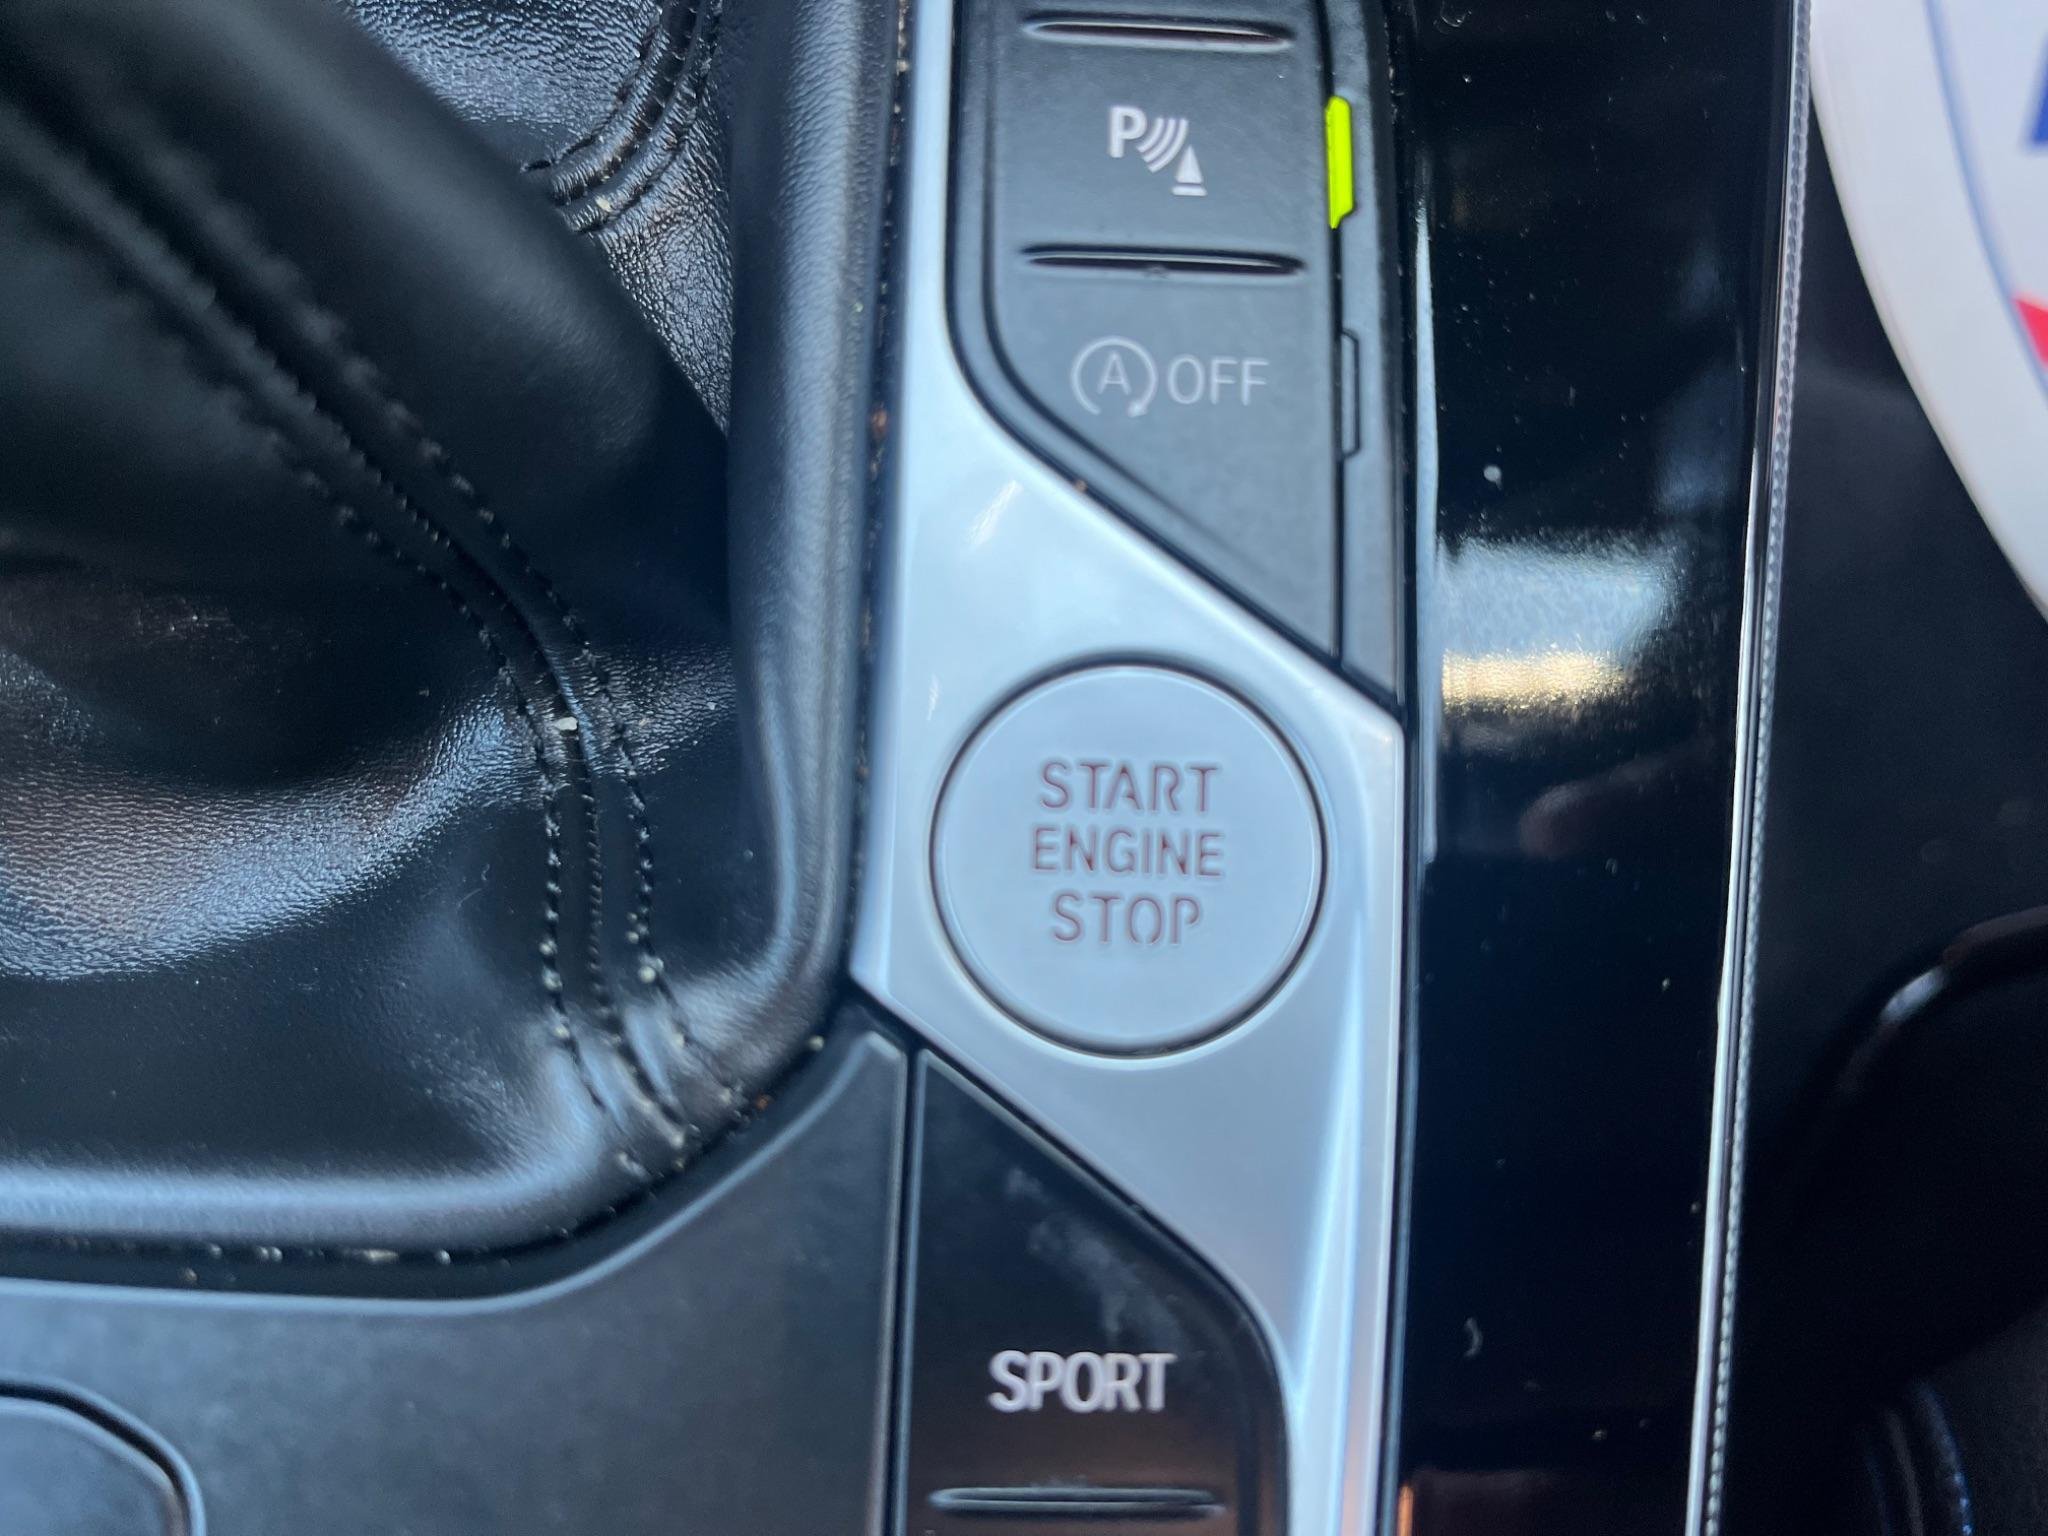 P
A OFF
START
ENGINE
STOP
SPORT